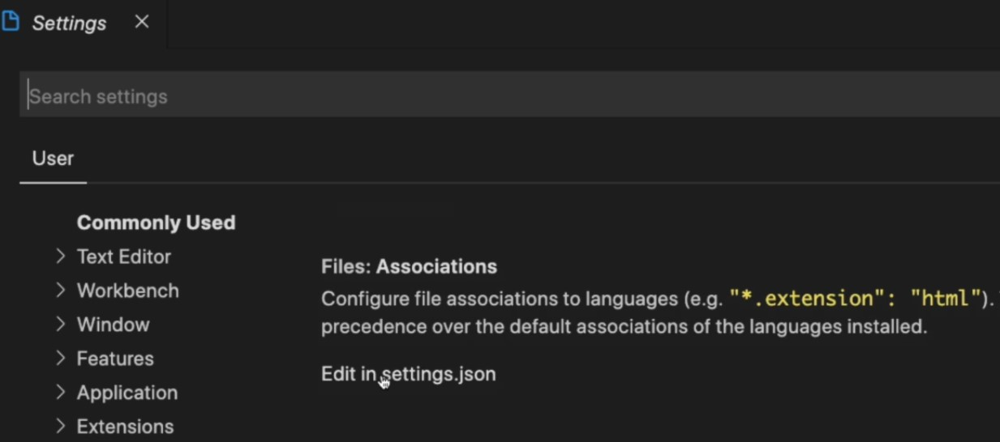 Settings
Search settings
User
Commonly Used
Text Editor
Workbench
Window
Features
Application
Extensions
Files: Associations
Configure file associations to languages (e.g. "*.extension": "html").
precedence over the default associations of the languages installed.
Edit in settings.json